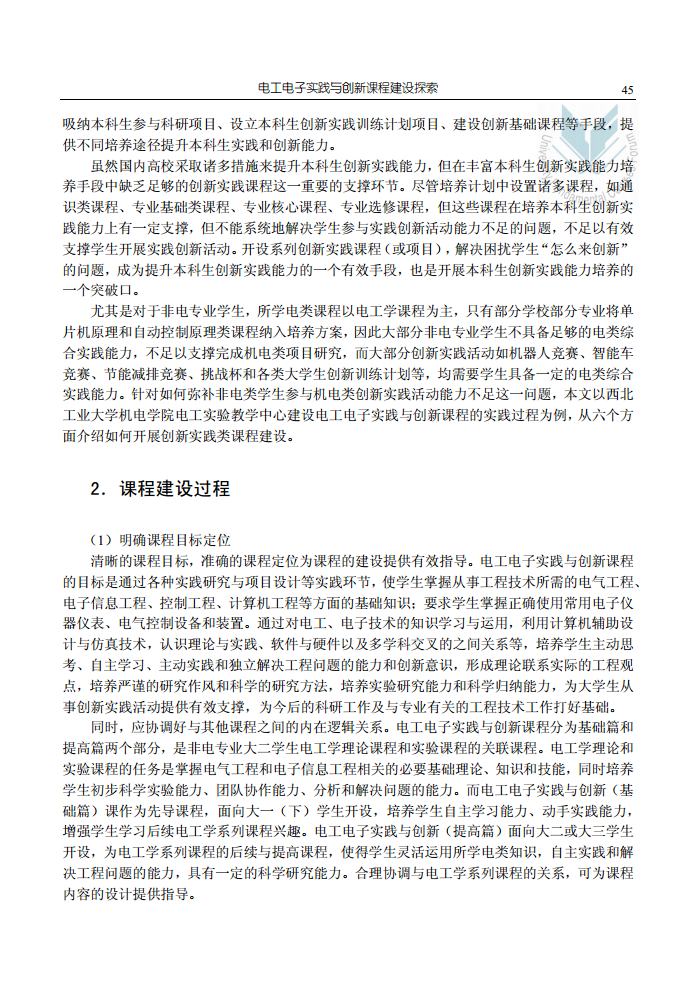 电工电子实践与创新课程建设探索 45
吸纳本科生参与科研项目、设立本科生创新实践训练计划项目、建设创新基础课程等手段，提
供不同培养途径提升本科生实践和创新能力。
虽然国内高校采取诸多措施来提升本科生创新实践能力，但在丰富本科生创新实践能力培
养手段中缺乏足够的创新实践课程这一重要的支撑环节。尽管培养计划中设置诸多课程，如通
识类课程、专业基础类课程、专业核心课程、专业选修课程，但这些课程在培养本科生创新实
践能力上有一定支撑，但不能系统地解决学生参与实践创新活动能力不足的问题，不足以有效
支撑学生开展实践创新活动。开设系列创新实践课程（或项目），解决困扰学生“怎么来创新”
的问题，成为提升本科生创新实践能力的一个有效手段，也是开展本科生创新实践能力培养的
一个突破口。
尤其是对于非电专业学生，所学电类课程以电工学课程为主，只有部分学校部分专业将单
片机原理和自动控制原理类课程纳入培养方案，因此大部分非电专业学生不具备足够的电类综
合实践能力，不足以支撑完成机电类项目研究，而大部分创新实践活动如机器人竞赛、智能车
竞赛、节能减排竞赛、挑战杯和各类大学生创新训练计划等，均需要学生具备一定的电类综合
实践能力。针对如何弥补非电类学生参与机电类创新实践活动能力不足这一问题，本文以西北
工业大学机电学院电工实验教学中心建设电工电子实践与创新课程的实践过程为例，从六个方
面介绍如何开展创新实践类课程建设。
2．课程建设过程
（1）明确课程目标定位
清晰的课程目标，准确的课程定位为课程的建设提供有效指导。电工电子实践与创新课程
的目标是通过各种实践研究与项目设计等实践环节，使学生掌握从事工程技术所需的电气工程、
电子信息工程、控制工程、计算机工程等方面的基础知识；要求学生掌握正确使用常用电子仪
器仪表、电气控制设备和装置。通过对电工、电子技术的知识学习与运用，利用计算机辅助设
计与仿真技术，认识理论与实践、软件与硬件以及多学科交叉的之间关系等，培养学生主动思
考、自主学习、主动实践和独立解决工程问题的能力和创新意识，形成理论联系实际的工程观
点，培养严谨的研究作风和科学的研究方法，培养实验研究能力和科学归纳能力，为大学生从
事创新实践活动提供有效支撑，为今后的科研工作及与专业有关的工程技术工作打好基础。
同时，应协调好与其他课程之间的内在逻辑关系。电工电子实践与创新课程分为基础篇和
提高篇两个部分，是非电专业大二学生电工学理论课程和实验课程的关联课程。电工学理论和
实验课程的任务是掌握电气工程和电子信息工程相关的必要基础理论、知识和技能，同时培养
学生初步科学实验能力、团队协作能力、分析和解决问题的能力。而电工电子实践与创新（基
础篇）课作为先导课程，面向大一（下）学生开设，培养学生自主学习能力、动手实践能力，
增强学生学习后续电工学系列课程兴趣。电工电子实践与创新（提高篇）面向大二或大三学生
开设，为电工学系列课程的后续与提高课程，使得学生灵活运用所学电类知识，自主实践和解
决工程问题的能力，具有一定的科学研究能力。合理协调与电工学系列课程的关系，可为课程
内容的设计提供指导。